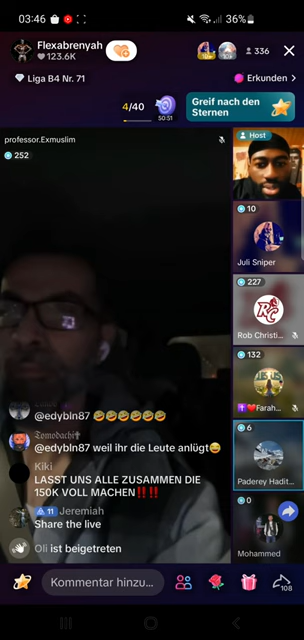 03:46
36%
Flexabrenyah
123.6K
336
Liga B4 Nr. 71
Erkunden >
4/40
50:51
Greif nach den
Sternen
professor.Exmuslim
252
Host
10
Juli Sniper
227
RC
Rob Christi...
132
Farah...
6
Paderey Hadit...
0
Mohammed
@edybln87
Tomodachi
@edybln87 weil ihr die Leute anlügt
Kiki
LASST UNS ALLE ZUSAMMEN DIE
150K VOLL MACHEN‼️‼️
11 Jeremiah
Share the live
Oli ist beigetreten
Kommentar hinzu...
108